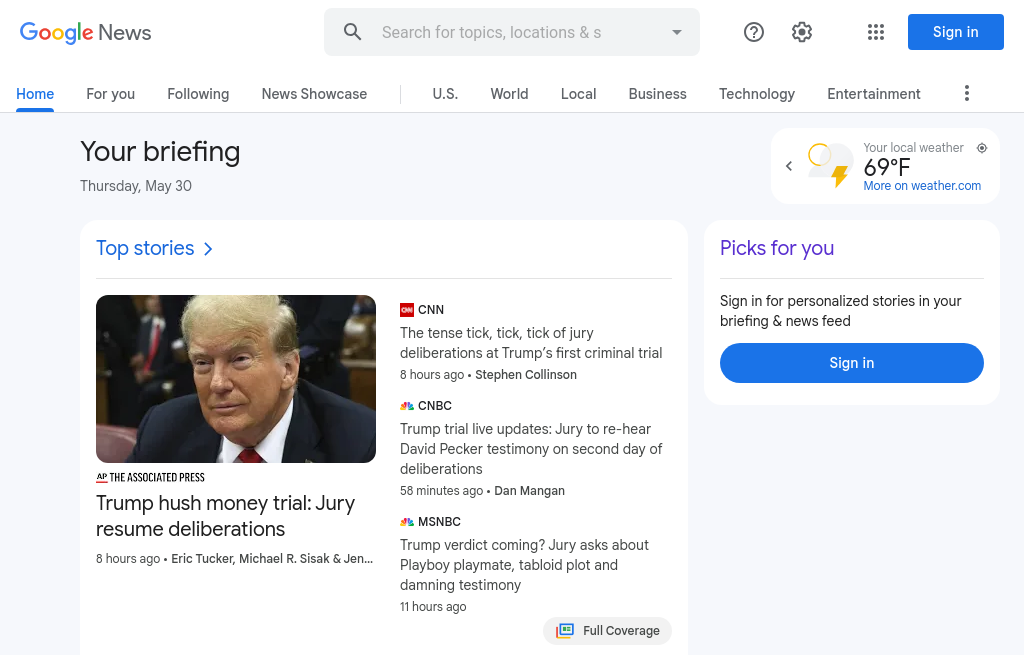 Google News
Search for topics, locations & s
Sign in
Home
For you
Following
News Showcase
U.S.
World
Local
Business
Technology
Entertainment
Your briefing
Thursday, May 30
Your local weather
69°F
More on weather.com
Top stories
AP THE ASSOCIATED PRESS
Trump hush money trial: Jury
resume deliberations
8 hours ago • Eric Tucker, Michael R. Sisak & Jen...
CNN CNN
The tense tick, tick, tick of jury
deliberations at Trump's first criminal trial
8 hours ago • Stephen Collinson
CNBC
Trump trial live updates: Jury to re-hear
David Pecker testimony on second day of
deliberations
58 minutes ago • Dan Mangan
MSNBC
Trump verdict coming? Jury asks about
Playboy playmate, tabloid plot and
damning testimony
11 hours ago
Full Coverage
Picks for you
Sign in for personalized stories in your
briefing & news feed
Sign in